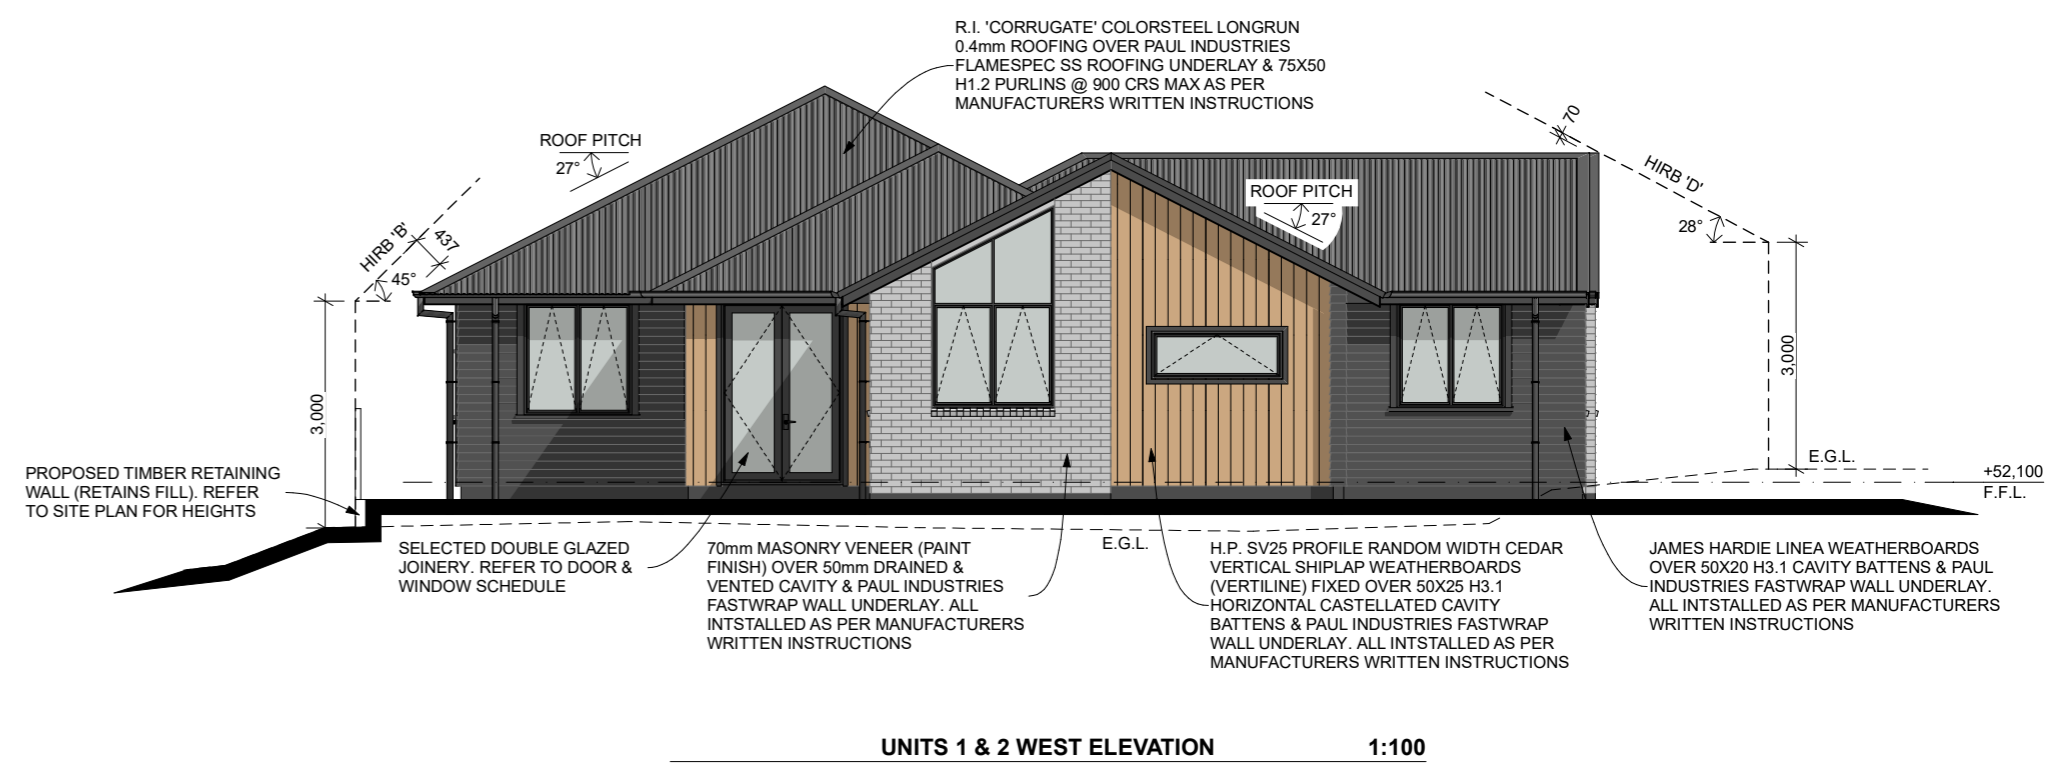 R.I. 'CORRUGATE' COLORSTEEL LONGRUN
0.4mm ROOFING OVER PAUL INDUSTRIES
FLAMESPEC SS ROOFING UNDERLAY & 75X50
H1.2 PURLINS @ 900 CRS MAX AS PER
MANUFACTURERS WRITTEN INSTRUCTIONS
ROOF PITCH
27°
70
HIRB 'D'
28°
ROOF PITCH
27°
HIRB 'B'
437
45°
3,000
3,000
E.G.L.
+52,100
F.F.L.
PROPOSED TIMBER RETAINING
WALL (RETAINS FILL). REFER
TO SITE PLAN FOR HEIGHTS
E.G.L.
SELECTED DOUBLE GLAZED
JOINERY. REFER TO DOOR &
WINDOW SCHEDULE
70mm MASONRY VENEER (PAINT
FINISH) OVER 50mm DRAINED &
VENTED CAVITY & PAUL INDUSTRIES
FASTWRAP WALL UNDERLAY. ALL
INTSTALLED AS PER MANUFACTURERS
WRITTEN INSTRUCTIONS
H.P. SV25 PROFILE RANDOM WIDTH CEDAR
VERTICAL SHIPLAP WEATHERBOARDS
(VERTILINE) FIXED OVER 50X25 H3.1
HORIZONTAL CASTELLATED CAVITY
BATTENS & PAUL INDUSTRIES FASTWRAP
WALL UNDERLAY. ALL INTSTALLED AS PER
MANUFACTURERS WRITTEN INSTRUCTIONS
JAMES HARDIE LINEA WEATHERBOARDS
OVER 50X20 H3.1 CAVITY BATTENS & PAUL
INDUSTRIES FASTWRAP WALL UNDERLAY.
ALL INTSTALLED AS PER MANUFACTURERS
WRITTEN INSTRUCTIONS
UNITS 1 & 2 WEST ELEVATION 1:100